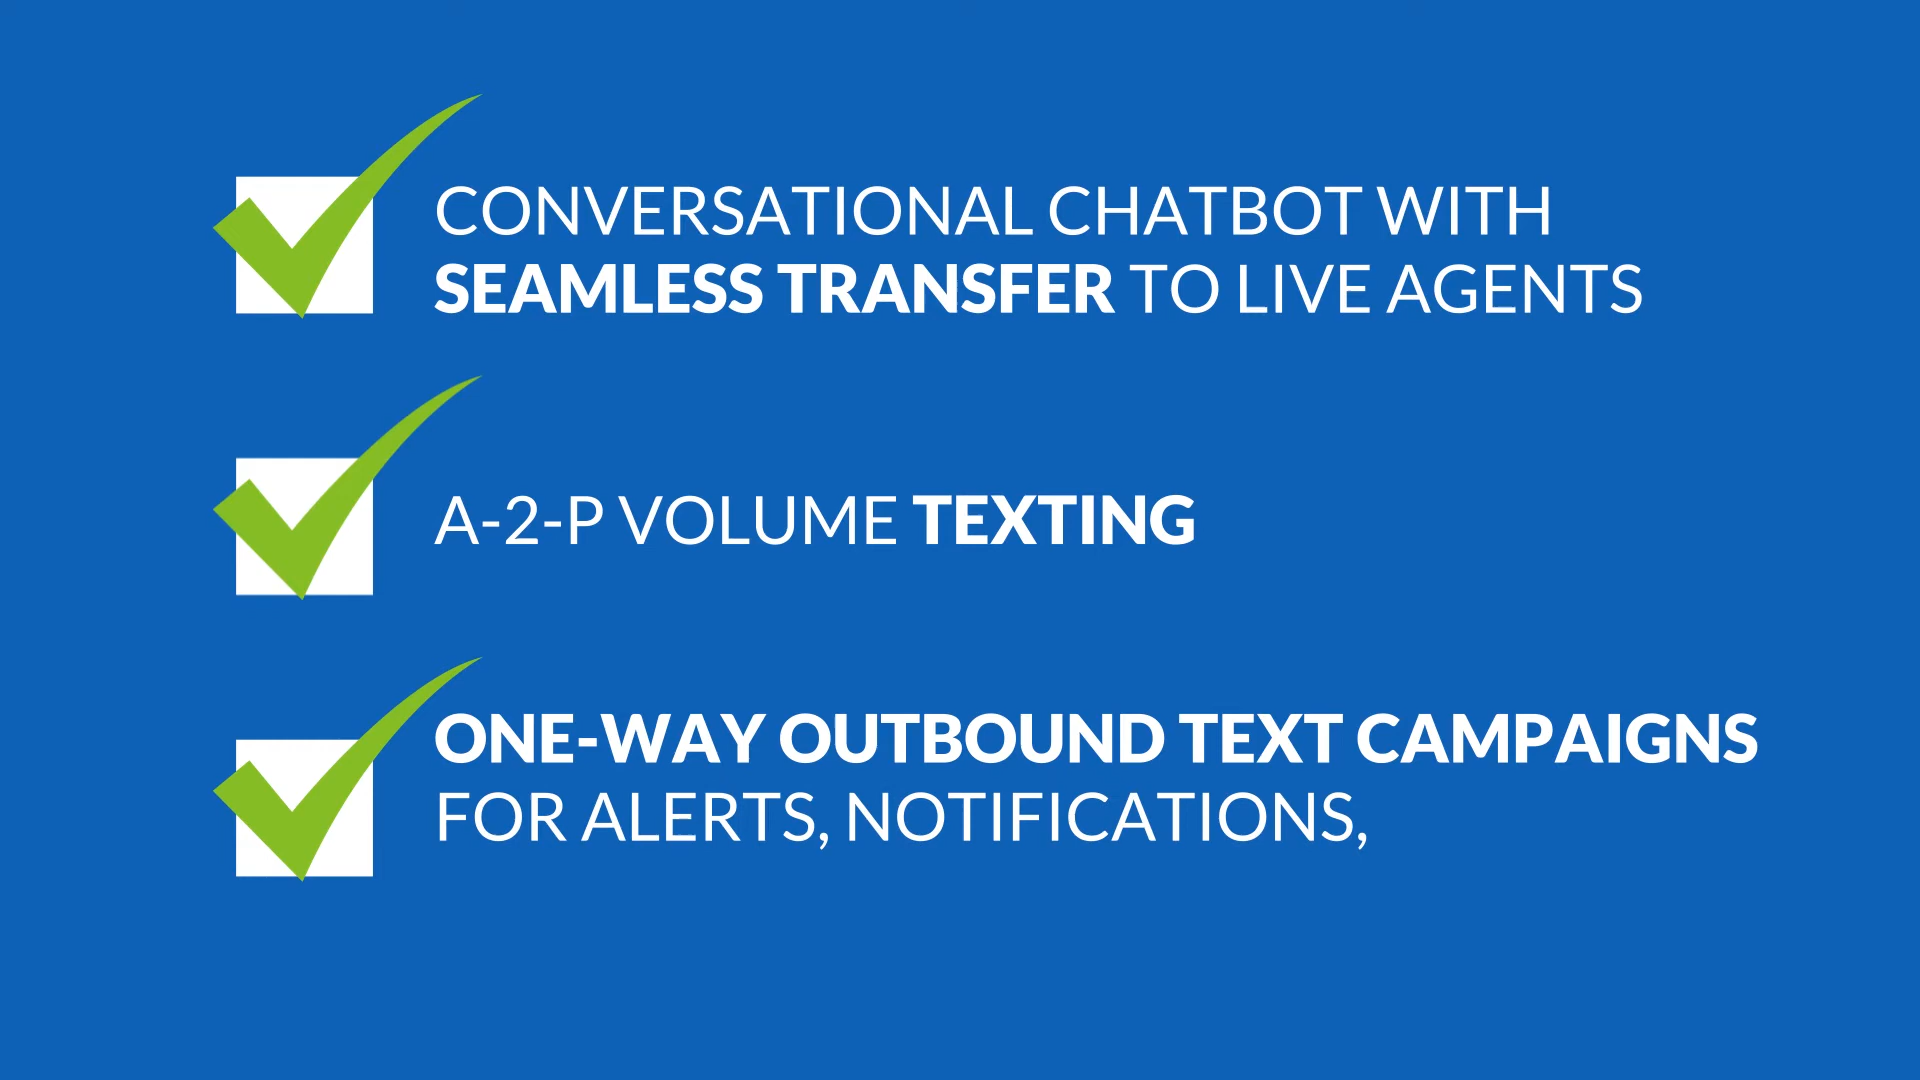 CONVERSATIONAL CHATBOT WITH
SEAMLESS TRANSFER TO LIVE AGENTS
A-2-P VOLUME TEXTING
ONE-WAY OUTBOUND TEXT CAMPAIGNS
FOR ALERTS, NOTIFICATIONS,